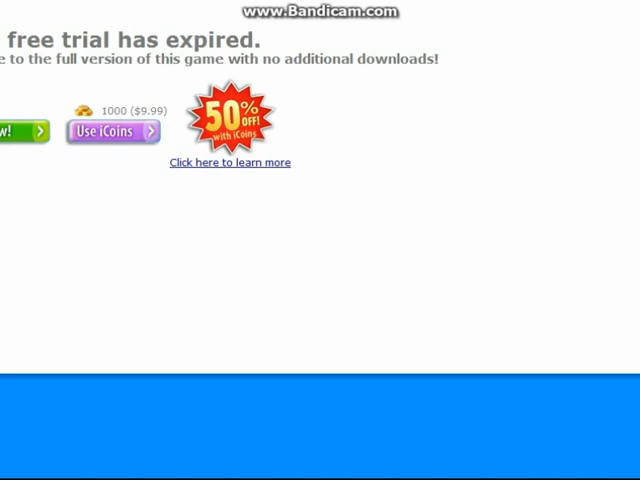 www.Bandicam.com
free trial has expired.
e to the full version of this game with no additional downloads!
1000 ($9.99)
w!
Use iCoins
50%
OFF!
with iCoins
Click here to learn more